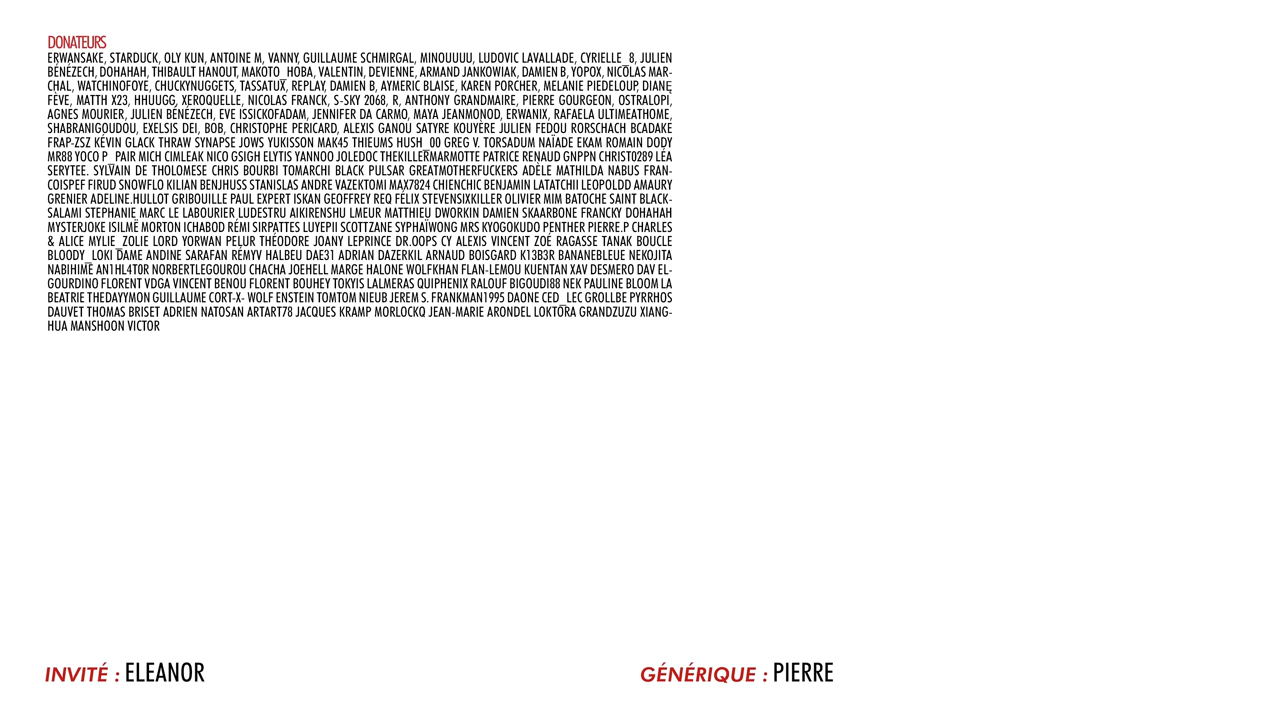 DONATEURS
ERWANSAKE, STARDUCK, OLY KUN, ANTOINE M, VANNY, GUILLAUME SCHMIRGAL, MINOUUUU, LUDOVIC LAVALLADE, CYRIELLE_8, JULIEN
BÉNÉZECH, DOHAHAH, THIBAULT HANOUT, MAKOTO_HOBA, VALENTIN, DEVIENNE, ARMAND JANKOWIAK, DAMIEN B, YOPOX, NICOLAS MAR-
CHAL, WATCHINOFOYE, CHUCKYNUGGETS, TASSATUX, REPLAY, DAMIEN B, AYMERIC BLAISE, KAREN PORCHER, MELANIE PIEDELOUP, DIANE
FÈVE, MATTH X23, HHUUGG, XEROQUELLE, NICOLAS FRANCK, S-SKY 2068, R, ANTHONY GRANDMAIRE, PIERRE GOURGEON, OSTRALOPI,
AGNES MOURIER, JULIEN BÉNÉZECH, EVE ISSICKOFADAM, JENNIFER DA CARMO, MAYA JEANMONOD, ERWANIX, RAFAELA ULTIMEATHOME,
SHABRANIGOUDOU, EXELSIS DEI, BOB, CHRISTOPHE PERICARD, ALEXIS GANOU SATYRE KOUYÈRE JULIEN FEDOU RORSCHACH BCADAKE
FRAP-ZSZ KÉVIN GLACK THRAW SYNAPSE JOWS YUKISSON MAK45 THIEUMS HUSH_00 GREG V. TORSADUM NAÏADE EKAM ROMAIN DODY
MR88 YOCO P_PAIR MICH CIMLEAK NICO GSIGH ELYTIS YANNOO JOLEDOC THEKILLERMARMOTTE PATRICE RENAUD GNPPN CHRIST0289 LÉA
SERYTEE. SYLVAIN DE THOLOMESE CHRIS BOURBI TOMARCHI BLACK PULSAR GREATMOTHERFUCKERS ADÈLE MATHILDA NABUS FRAN-
COISPEF FIRUD SNOWFLO KILIAN BENJHUSS STANISLAS ANDRE VAZEKTOMI MAX7824 CHIENCHIC BENJAMIN LATATCHII LEOPOLDD AMAURY
GRENIER ADELINE.HULLOT GRIBOUILLE PAUL EXPERT ISKAN GEOFFREY REQ FÉLIX STEVENSIXKILLER OLIVIER MIM BATOCHE SAINT BLACK-
SALAMI STEPHANIE MARC LE LABOURIER LUDESTRU AIKIRENSHU LMEUR MATTHIEU DWORKIN DAMIEN SKAARBONE FRANCKY DOHAHAH
MYSTERJOKE ISILMË MORTON ICHABOD RÉMI SIRPATTES LUYEPII SCOTTZANE SYPHAÏWONG MRS KYOGOKUDO PENTHER PIERRE.P CHARLES
& ALICE MYLIE_ZOLIE LORD YORWAN PELUR THÉODORE JOANY LEPRINCE DR.OOPS CY ALEXIS VINCENT ZOÉ RAGASSE TANAK BOUCLE
BLOODY_LOKI DAME ANDINE SARAFAN RÉMYV HALBEU DAE31 ADRIAN DAZERKIL ARNAUD BOISGARD K13B3R BANANEBLEUE NEKOJITA
NABIHIME AN1HL4T0R NORBERTLEGOUROU CHACHA JOEHELL MARGE HALONE WOLFKHAN FLAN-LEMOU KUENTAN XAV DESMERO DAV EL-
GOURDINO FLORENT VDGA VINCENT BENOU FLORENT BOUHEY TOKYIS LALMERAS QUIPHENIX RALOUF BIGOUDI88 NEK PAULINE BLOOM LA
BEATRIE THEDAYYMON GUILLAUME CORT-X- WOLF ENSTEIN TOMTOM NIEUB JEREM S. FRANKMAN1995 DAONE CED_LEC GROLLBE PYRRHOS
DAUVET THOMAS BRISET ADRIEN NATOSAN ARTART78 JACQUES KRAMP MORLOCKQ JEAN-MARIE ARONDEL LOKTORA GRANDZUZU XIANG-
HUA MANSHOON VICTOR
INVITÉ : ELEANOR
GÉNÉRIQUE : PIERRE